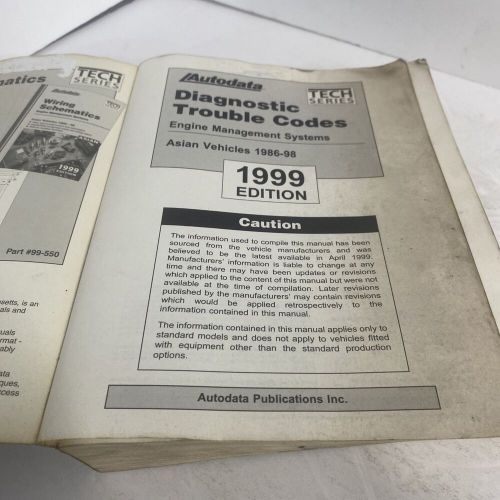 matics
TECH
SERIES
Autodata
Wiring
Schematics
TECH
1999
EDITION
Part #99-550
setts, is an
als and
uals
ormat -
ably
ata
ques,
ccess
Autodata
TECH
SERIES
Diagnostic
Trouble Codes
Engine Management Systems
Asian Vehicles 1986-98
1999
EDITION
Caution
The information used to compile this manual has been
sourced from the vehicle manufacturers and was
believed to be the latest available in April 1999.
Manufacturers' information is liable to change at any
time and there may have been updates or revisions
which applied to the content of this manual but were not
available at the time of compilation. Later revisions
published by the manufacturers' may contain revisions
which would be applied retrospectively to the
information contained in this manual.
The information contained in this manual applies only to
standard models and does not apply to vehicles fitted
with equipment other than the standard production
options.
Autodata Publications Inc.